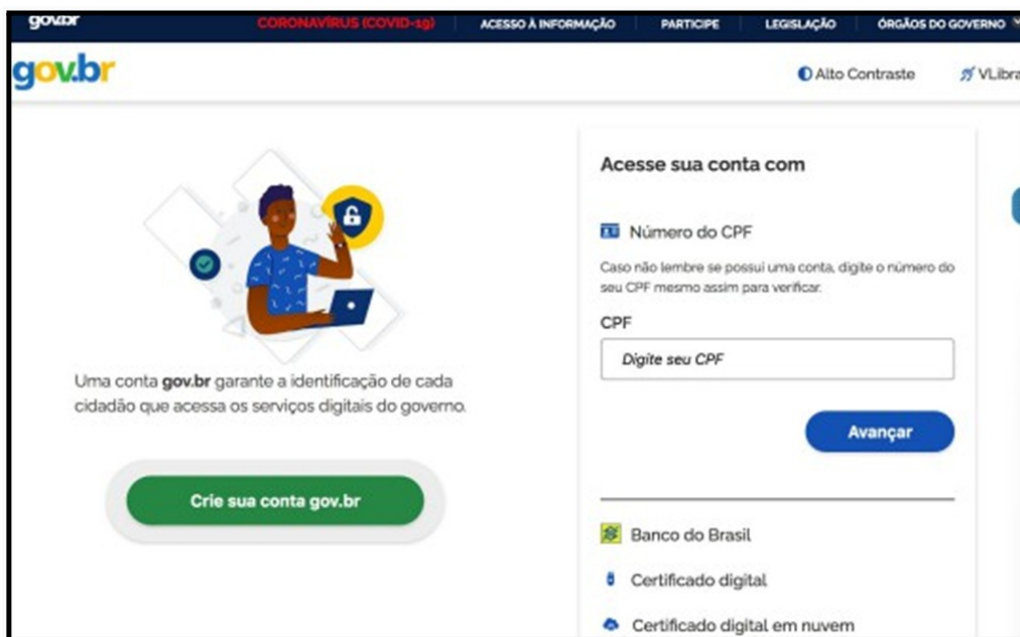 gov.br
CORONAVÍRUS (COVID-19)
ACESSO À INFORMAÇÃO
PARTICIPE
LEGISLAÇÃO
ÓRGÃOS DO GOVERNO
gov.br
Alto Contraste
VLibra
Uma conta gov.br garante a identificação de cada
cidadão que acessa os serviços digitais do governo.
Crie sua conta gov.br
Acesse sua conta com
Número do CPF
Caso não lembre se possui uma conta, digite o número do
seu CPF mesmo assim para verificar.
CPF
Digite seu CPF
Avançar
Banco do Brasil
Certificado digital
Certificado digital em nuvem